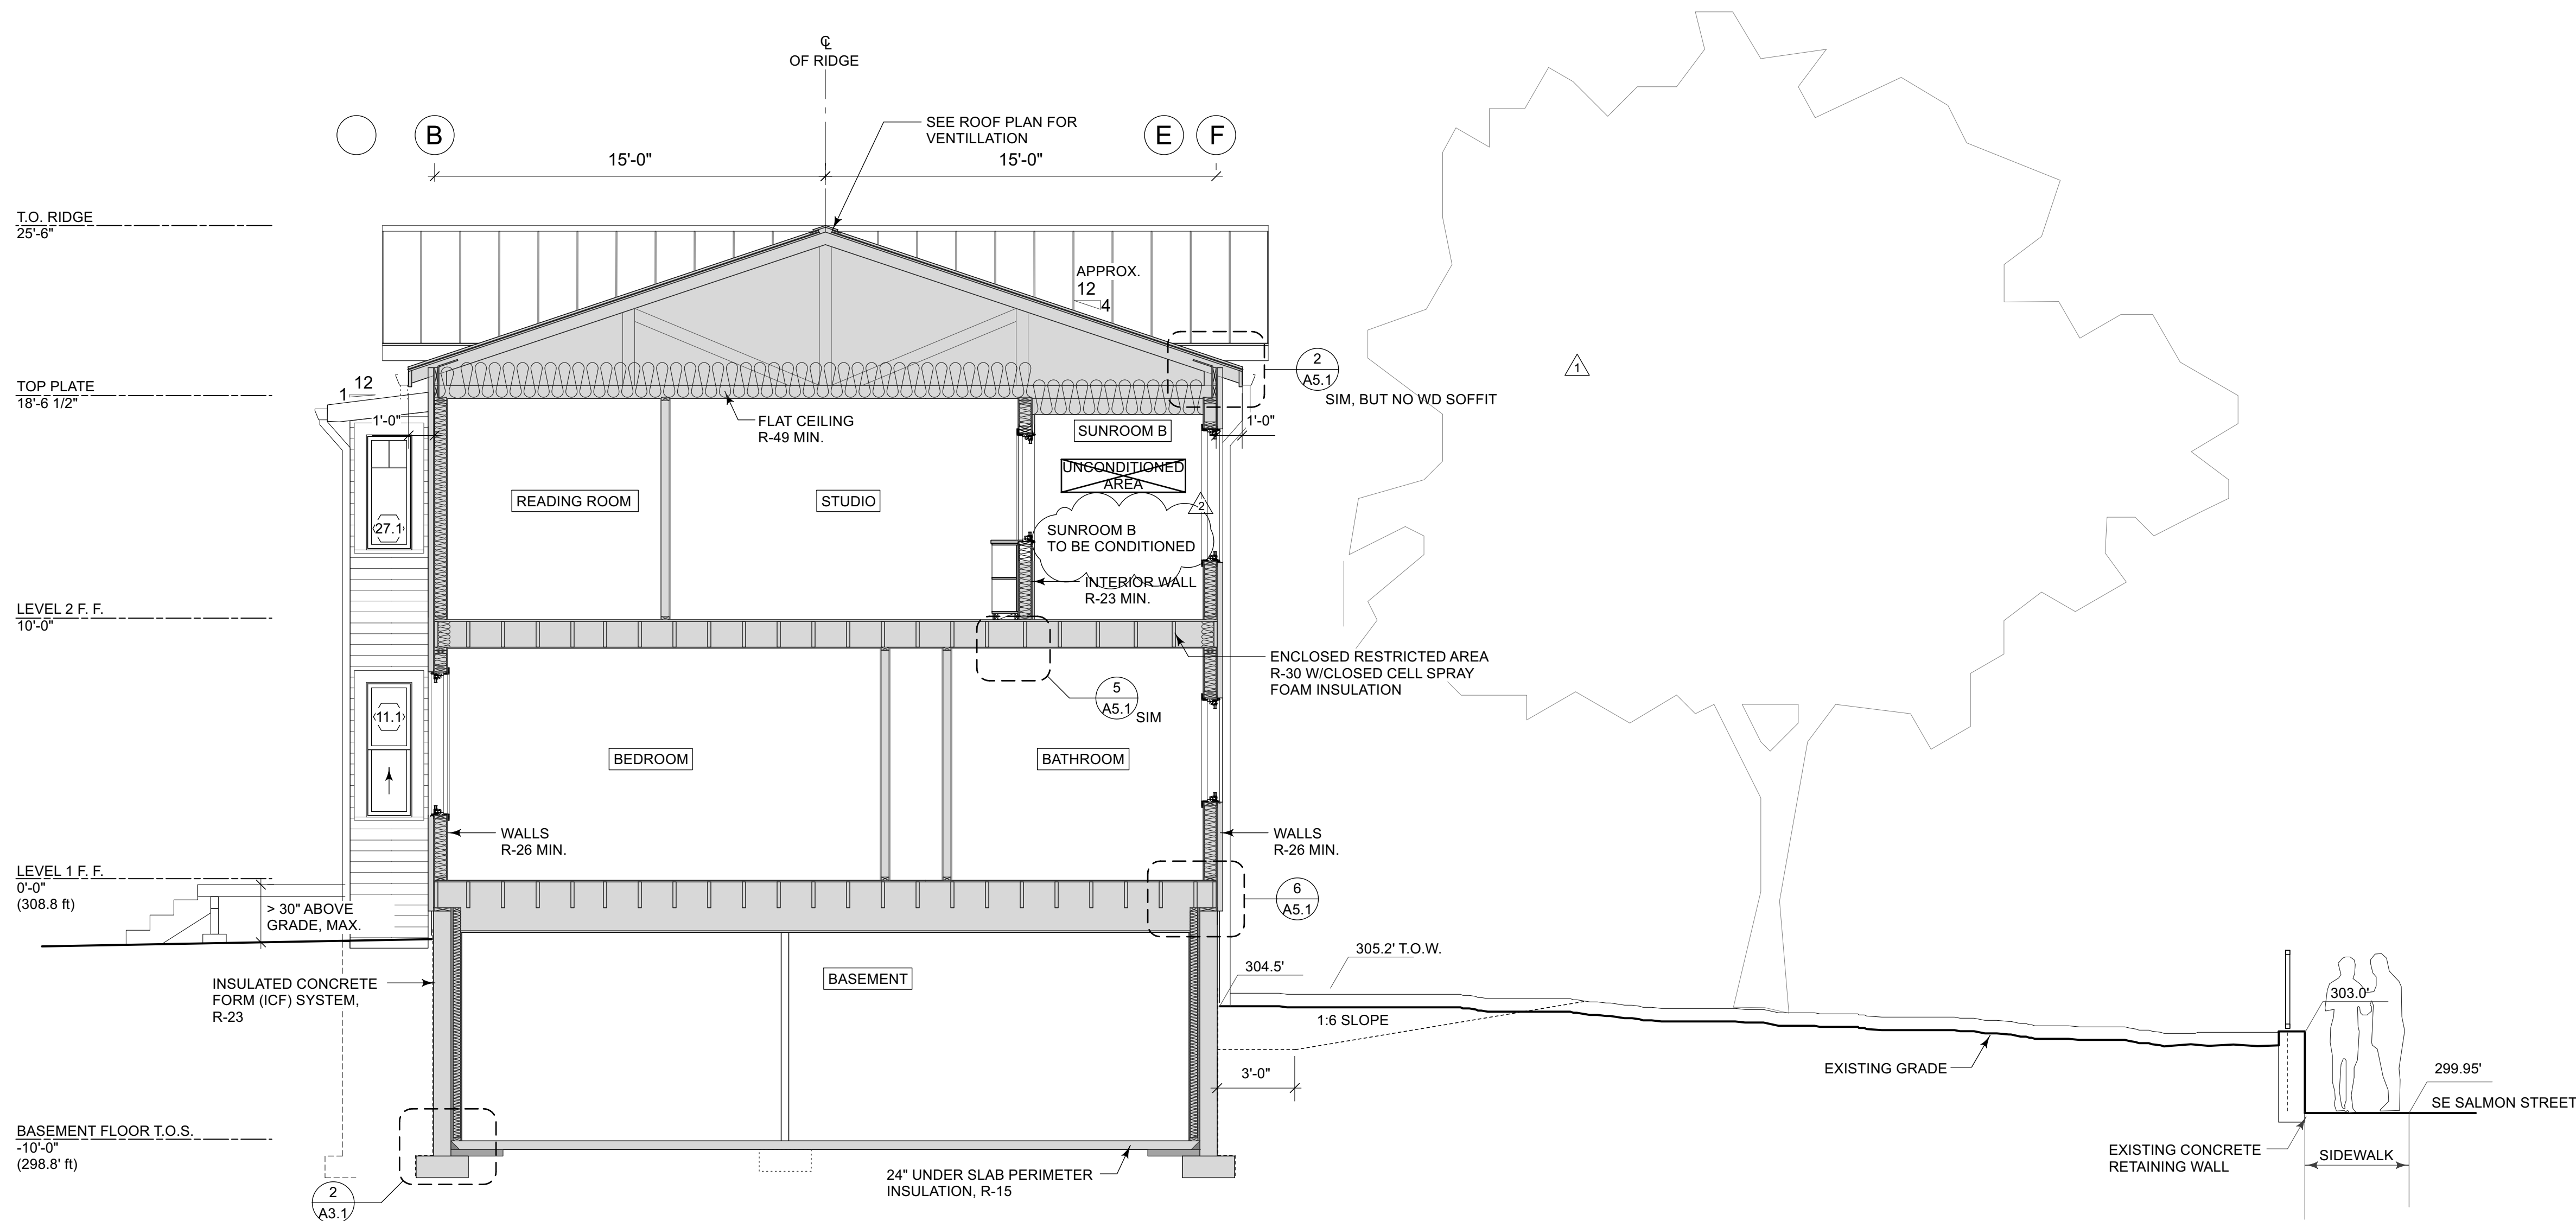 ℄
OF RIDGE
B
E
F
SEE ROOF PLAN FOR
VENTILLATION
15'-0"
15'-0"
T.O. RIDGE
25'-6"
APPROX.
12
4
2
A5.1
SIM, BUT NO WD SOFFIT
1
TOP PLATE
18'-6 1/2"
12
1
1'-0"
1'-0"
FLAT CEILING
R-49 MIN.
SUNROOM B
UNCONDITIONED
AREA
READING ROOM
STUDIO
2
27.1
SUNROOM B
TO BE CONDITIONED
INTERIOR WALL
R-23 MIN.
LEVEL 2 F. F.
10'-0"
ENCLOSED RESTRICTED AREA
R-30 W/CLOSED CELL SPRAY
FOAM INSULATION
5
A5.1
SIM
11.1
BEDROOM
BATHROOM
WALLS
R-26 MIN.
WALLS
R-26 MIN.
LEVEL 1 F. F.
0'-0"
(308.8 ft)
> 30" ABOVE
GRADE, MAX.
6
A5.1
305.2' T.O.W.
304.5'
BASEMENT
INSULATED CONCRETE
FORM (ICF) SYSTEM,
R-23
303.0'
1:6 SLOPE
EXISTING GRADE
3'-0"
299.95'
SE SALMON STREET
BASEMENT FLOOR T.O.S.
-10'-0"
(298.8' ft)
EXISTING CONCRETE
RETAINING WALL
SIDEWALK
24" UNDER SLAB PERIMETER
INSULATION, R-15
2
A3.1